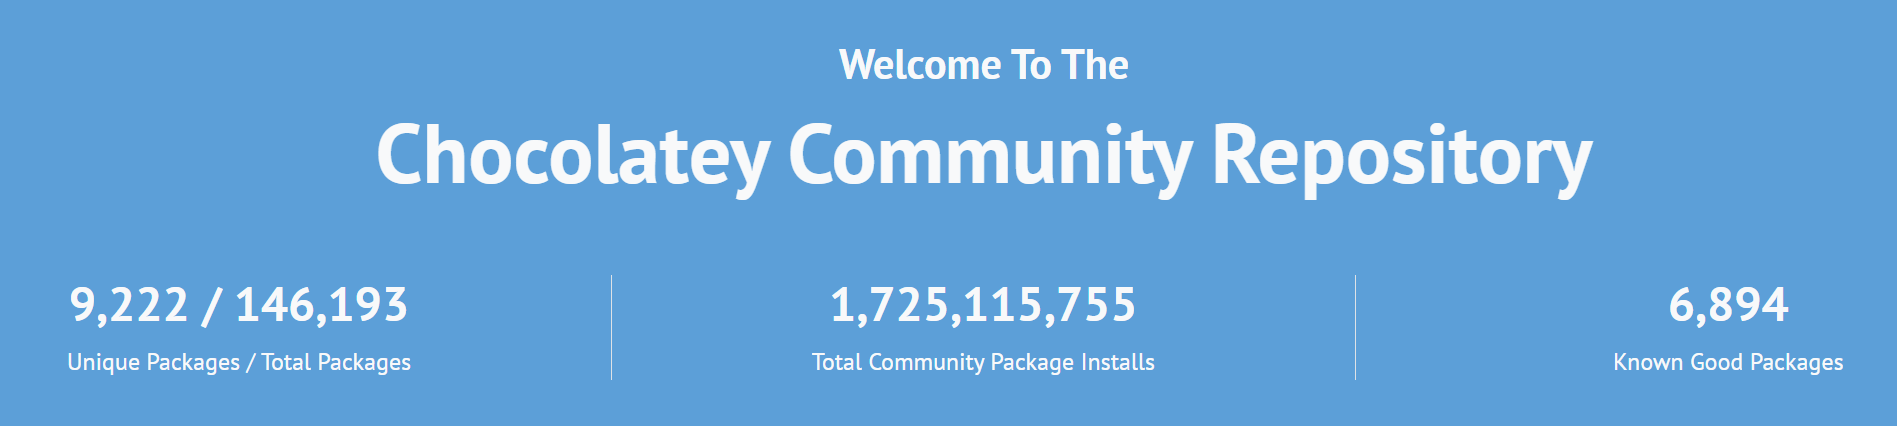 Welcome To The
Chocolatey Community Repository
9,222 / 146,193
Unique Packages / Total Packages
1,725,115,755
Total Community Package Installs
6,894
Known Good Packages